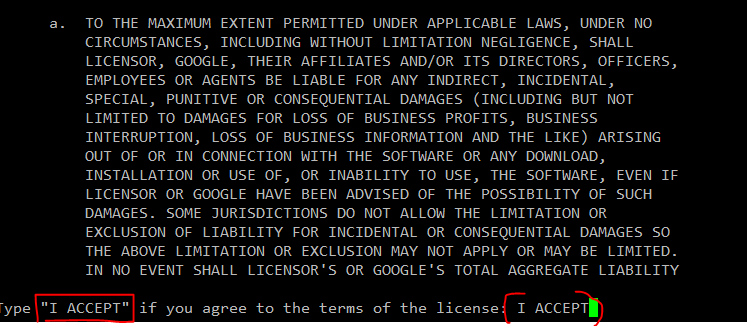 a. TO THE MAXIMUM EXTENT PERMITTED UNDER APPLICABLE LAWS, UNDER NO
CIRCUMSTANCES, INCLUDING WITHOUT LIMITATION NEGLIGENCE, SHALL
LICENSOR, GOOGLE, THEIR AFFILIATES AND/OR ITS DIRECTORS, OFFICERS,
EMPLOYEES OR AGENTS BE LIABLE FOR ANY INDIRECT, INCIDENTAL,
SPECIAL, PUNITIVE OR CONSEQUENTIAL DAMAGES (INCLUDING BUT NOT
LIMITED TO DAMAGES FOR LOSS OF BUSINESS PROFITS, BUSINESS
INTERRUPTION, LOSS OF BUSINESS INFORMATION AND THE LIKE) ARISING
OUT OF OR IN CONNECTION WITH THE SOFTWARE OR ANY DOWNLOAD,
INSTALLATION OR USE OF, OR INABILITY TO USE, THE SOFTWARE, EVEN IF
LICENSOR OR GOOGLE HAVE BEEN ADVISED OF THE POSSIBILITY OF SUCH
DAMAGES. SOME JURISDICTIONS DO NOT ALLOW THE LIMITATION OR
EXCLUSION OF LIABILITY FOR INCIDENTAL OR CONSEQUENTIAL DAMAGES SO
THE ABOVE LIMITATION OR EXCLUSION MAY NOT APPLY OR MAY BE LIMITED.
IN NO EVENT SHALL LICENSOR'S OR GOOGLE'S TOTAL AGGREGATE LIABILITY
Type "I ACCEPT" if you agree to the terms of the license: I ACCEPT